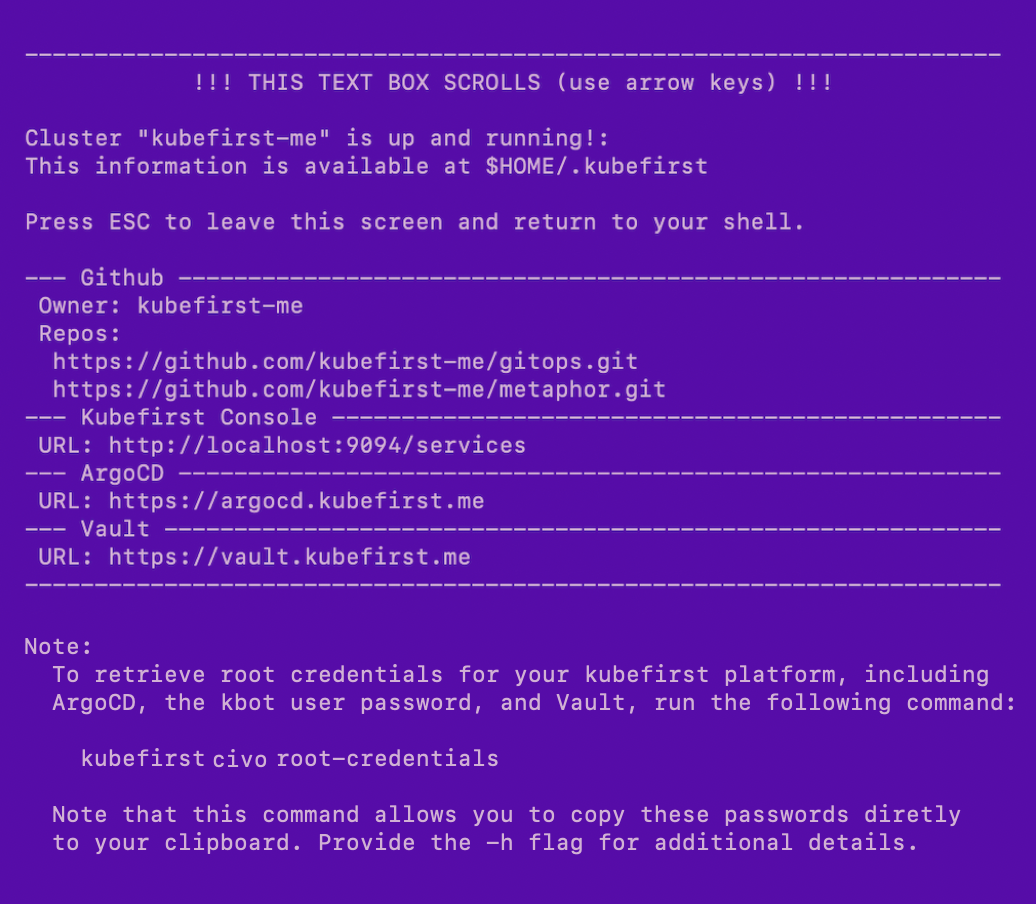 ----------------------------------------------------------------------
!!! THIS TEXT BOX SCROLLS (use arrow keys) !!!
Cluster "kubefirst-me" is up and running!:
This information is available at $HOME/.kubefirst
Press ESC to leave this screen and return to your shell.
--- Github -----------------------------------------------------------
Owner: kubefirst-me
Repos:
https://github.com/kubefirst-me/gitops.git
https://github.com/kubefirst-me/metaphor.git
--- Kubefirst Console ------------------------------------------------
URL: http://localhost:9094/services
--- ArgoCD -----------------------------------------------------------
URL: https://argocd.kubefirst.me
--- Vault ------------------------------------------------------------
URL: https://vault.kubefirst.me
----------------------------------------------------------------------
Note:
To retrieve root credentials for your kubefirst platform, including
ArgoCD, the kbot user password, and Vault, run the following command:
kubefirst civo root-credentials
Note that this command allows you to copy these passwords diretly
to your clipboard. Provide the -h flag for additional details.